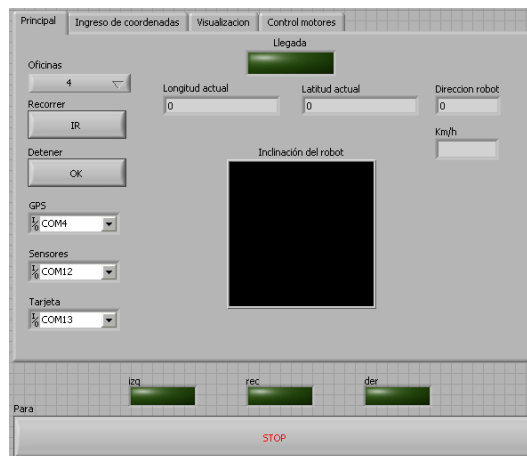 Principal Ingreso de coordenadas Visualizacion Control motores
Llegada
Oficinas
4
Longitud actual Latitud actual Direccion robot
0 0 0
Recorrer
IR
Km/h
Detener
OK
Inclinación del robot
GPS
COM4
Sensores
COM12
Tarjeta
COM13
izq rec der
Para
STOP